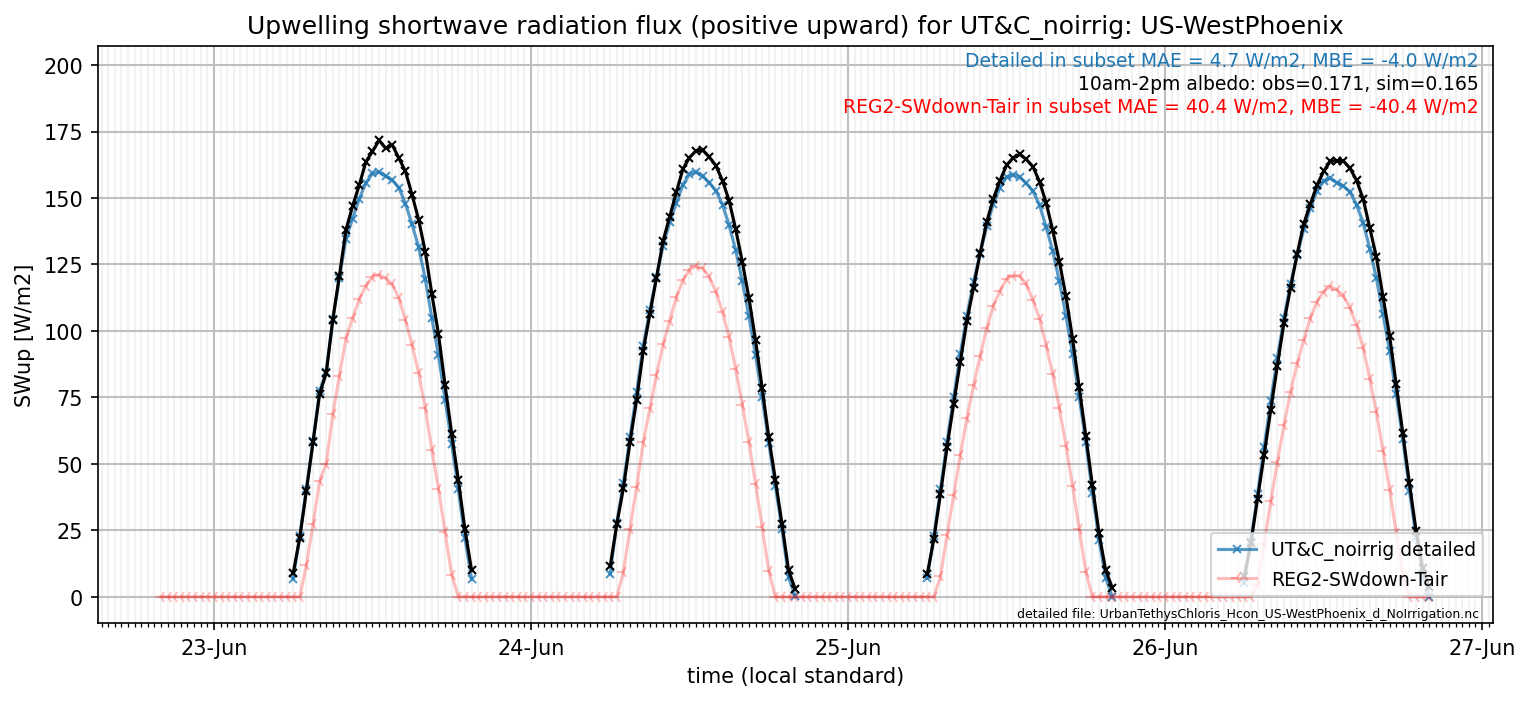 Upwelling shortwave radiation flux (positive upward) for UT&C_noirrig: US-WestPhoenix
Detailed in subset MAE = 4.7 W/m2, MBE = -4.0 W/m2
10am-2pm albedo: obs=0.171, sim=0.165
REG2-SWdown-Tair in subset MAE = 40.4 W/m2, MBE = -40.4 W/m2
SWup [W/m2]
200
175
150
125
100
75
50
25
0
UT&C_noirrig detailed
REG2-SWdown-Tair
detailed file: UrbanTethysChloris_Hcon_US-WestPhoenix_d_NoIrrigation.nc
23-Jun 24-Jun 25-Jun 26-Jun 27-Jun
time (local standard)